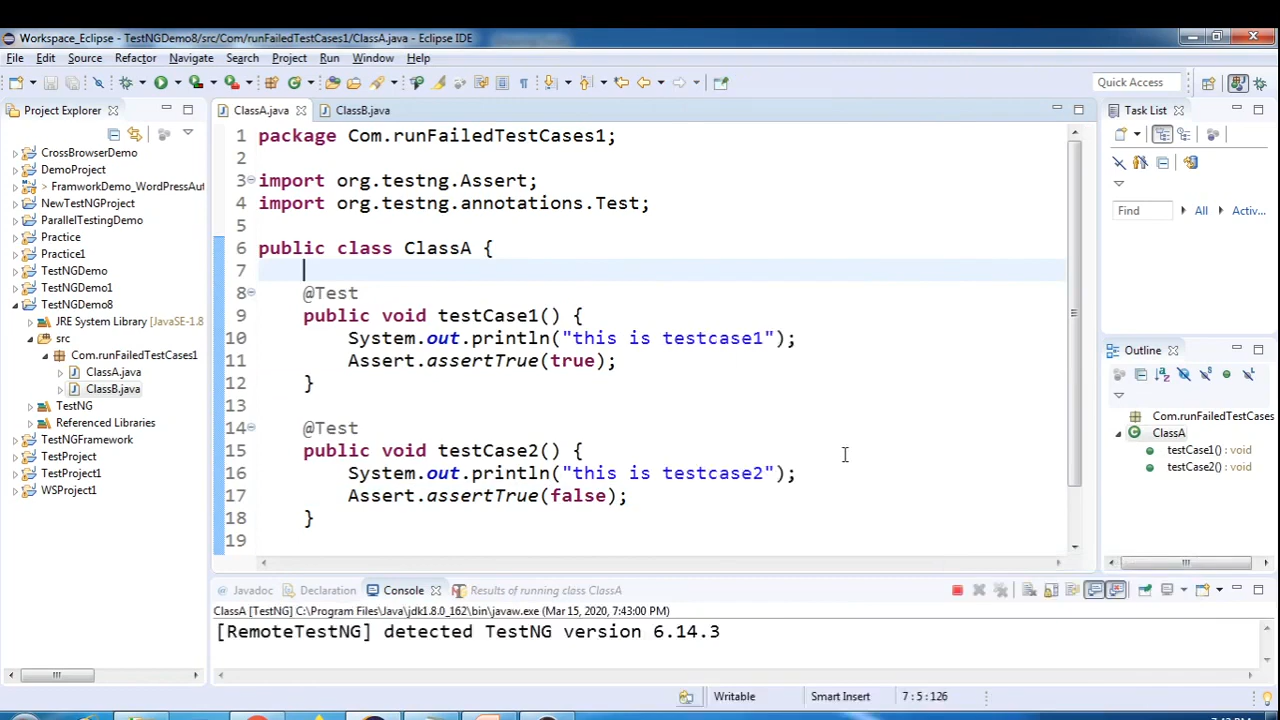 Workspace_Eclipse - TestNGDemo8/src/Com/runFailedTestCases1/ClassA.java - Eclipse IDE
File Edit Source Refactor Navigate Search Project Run Window Help
Quick Access
Project Explorer
ClassA.java
ClassB.java
Task List
CrossBrowserDemo
DemoProject
> FramworkDemo_WordPressAut
NewTestNGProject
ParallelTestingDemo
Practice
Practice1
TestNGDemo
TestNGDemo1
TestNGDemo8
JRE System Library [JavaSE-1.8
src
Com.runFailedTestCases1
ClassA.java
ClassB.java
TestNG
Referenced Libraries
TestNGFramework
TestProject
TestProject1
WSProject1
1 package Com.runFailedTestCases1;
2
3 import org.testng.Assert;
4 import org.testng.annotations.Test;
5
6 public class ClassA {
7
8 @Test
9 public void testCase1() {
10 System.out.println("this is testcase1");
11 Assert.assertTrue(true);
12 }
13
14 @Test
15 public void testCase2() {
16 System.out.println("this is testcase2");
17 Assert.assertTrue(false);
18 }
19
Find All Activ...
Outline
Com.runFailedTestCases
ClassA
testCase1() : void
testCase2() : void
Javadoc Declaration Console Results of running class ClassA
ClassA [TestNG] C:\Program Files\Java\jdk1.8.0_162\bin\javaw.exe (Mar 15, 2020, 7:43:00 PM)
[RemoteTestNG] detected TestNG version 6.14.3
Writable Smart Insert 7 : 5 : 126